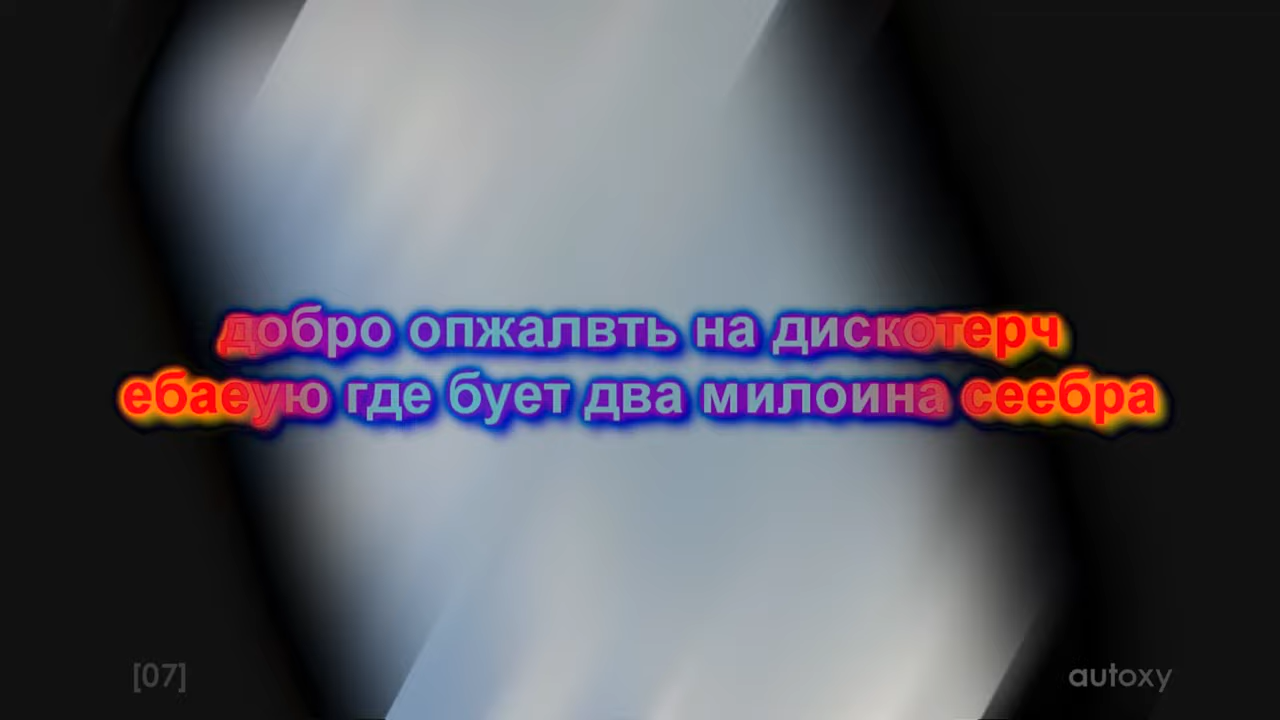 добро опжалвть на дискотерч
ебаеую где бует два милоина сеебра
[07]
autoxy